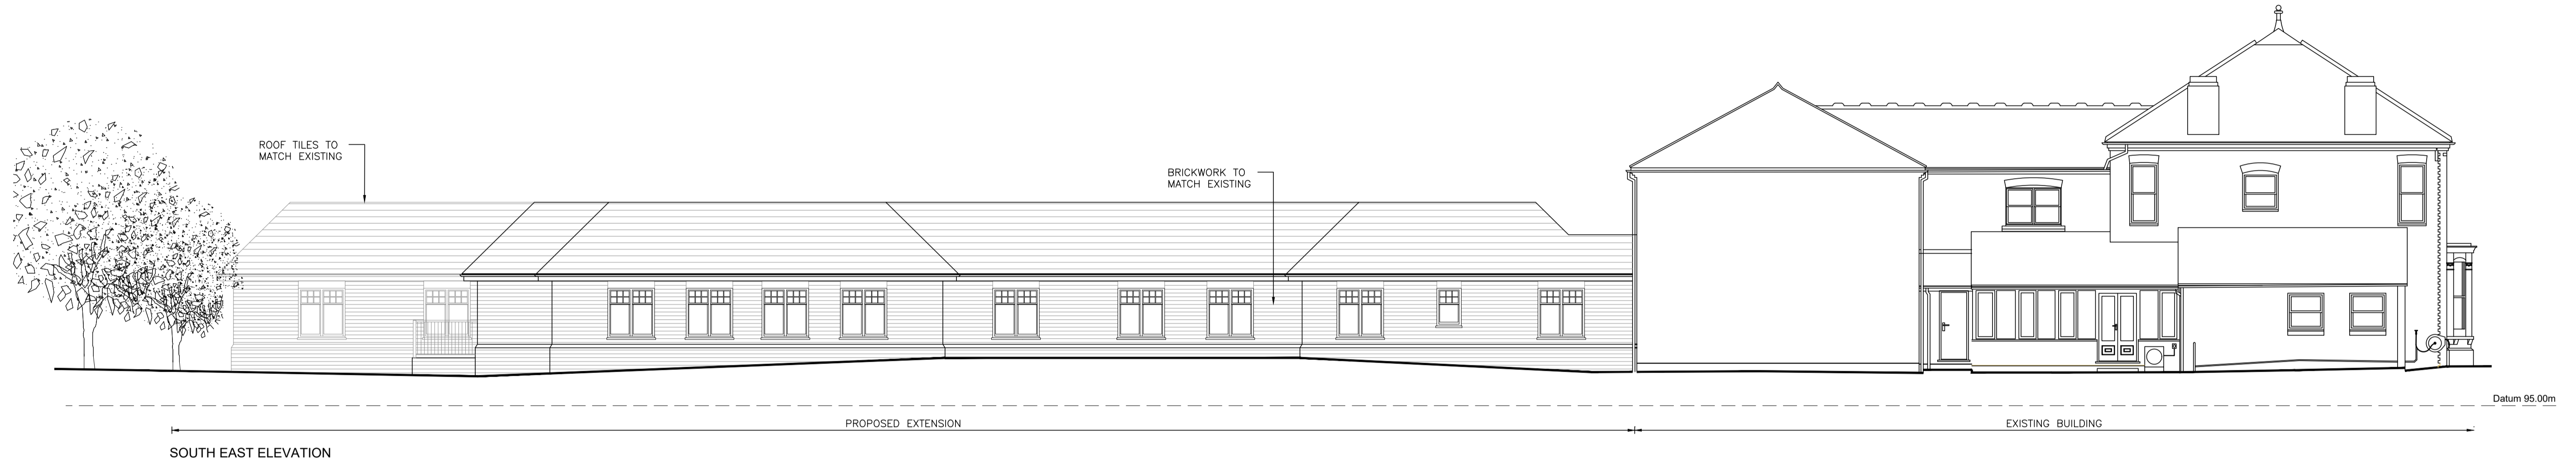 ROOF TILES TO
MATCH EXISTING
BRICKWORK TO
MATCH EXISTING
Datum 95.00m
PROPOSED EXTENSION
EXISTING BUILDING
SOUTH EAST ELEVATION